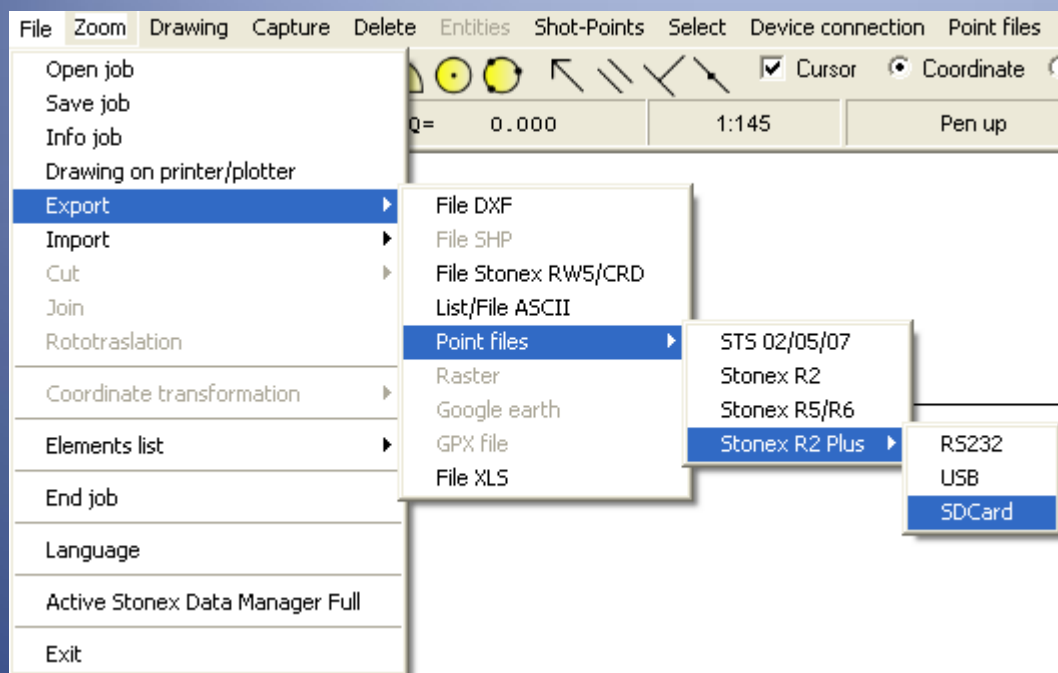 File Zoom Drawing Capture Delete Entities Shot-Points Select Device connection Point files
Cursor Coordinate
Q= 0.000 1:145 Pen up
Open job
Save job
Info job
Drawing on printer/plotter
Export
Import
Cut
Join
Rototraslation
Coordinate transformation
Elements list
End job
Language
Active Stonex Data Manager Full
Exit
File DXF
File SHP
File Stonex RW5/CRD
List/File ASCII
Point files
Raster
Google earth
GPX file
File XLS
STS 02/05/07
Stonex R2
Stonex R5/R6
Stonex R2 Plus
RS232
USB
SDCard